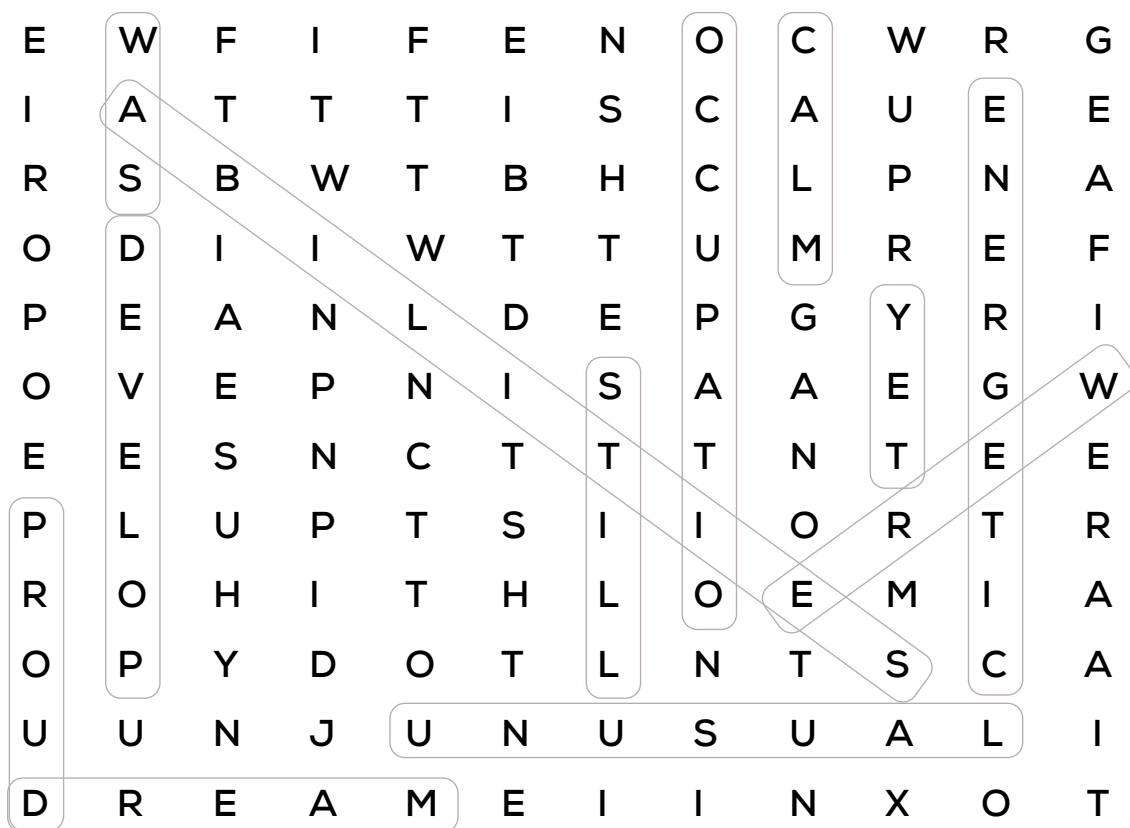 E W F I F E N O C W R G
I A T T T I S C A U E E
R S B W T B H C L P N A
O D I I W T T U M R E F
P E A N L D E P G Y R I
O V E P N I S A A E G W
E E S N C T T T N T E E
P L U P T S I I O R T R
R O H I T H L O E M I A
O P Y D O T L N T S C A
U U N J U N U S U A L I
D R E A M E I I N X O T